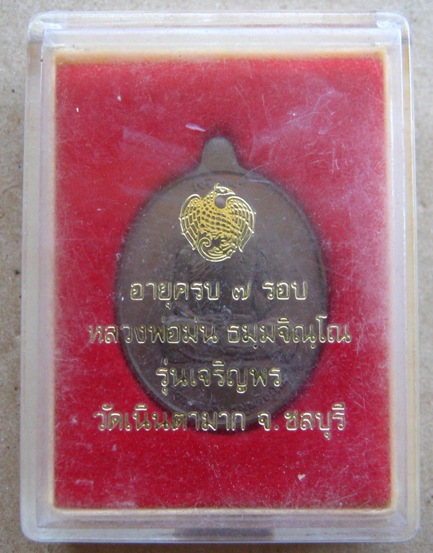 อายุครบ ๗ รอบ
หลวงพ่อม่น ธมฺมจิณฺโณ
รุ่นเจริญพร
วัดเนินตามาก จ.ชลบุรี